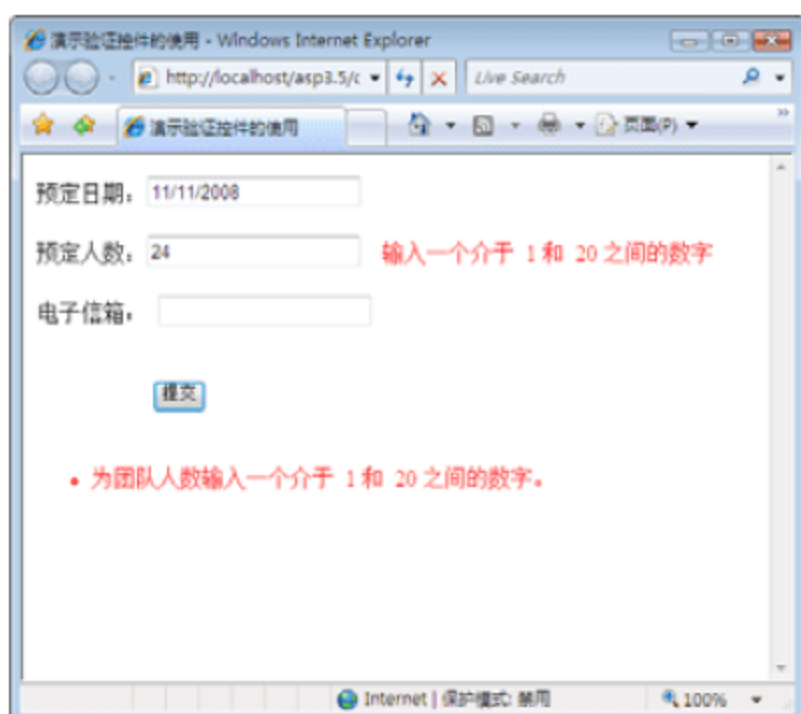 演示验证控件的使用 - Windows Internet Explorer
http://localhost/asp3.5/c
Live Search
演示验证控件的使用
页面(P)
预定日期：11/11/2008
预定人数：24 输入一个介于 1 和 20 之间的数字
电子信箱：
提交
• 为团队人数输入一个介于 1 和 20 之间的数字。
Internet | 保护模式: 禁用 100%